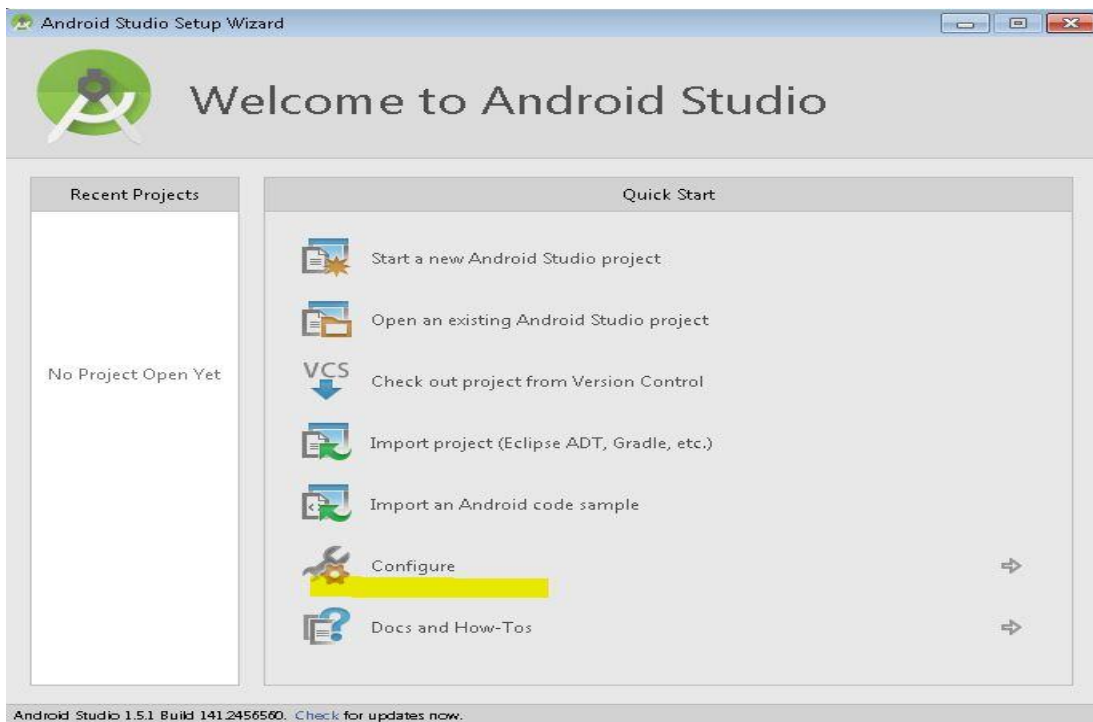 Android Studio Setup Wizard
Welcome to Android Studio
Recent Projects
No Project Open Yet
Quick Start
Start a new Android Studio project
Open an existing Android Studio project
VCS
Check out project from Version Control
Import project (Eclipse ADT, Gradle, etc.)
Import an Android code sample
Configure
Docs and How-Tos
Android Studio 1.5.1 Build 141.2456560. Check for updates now.